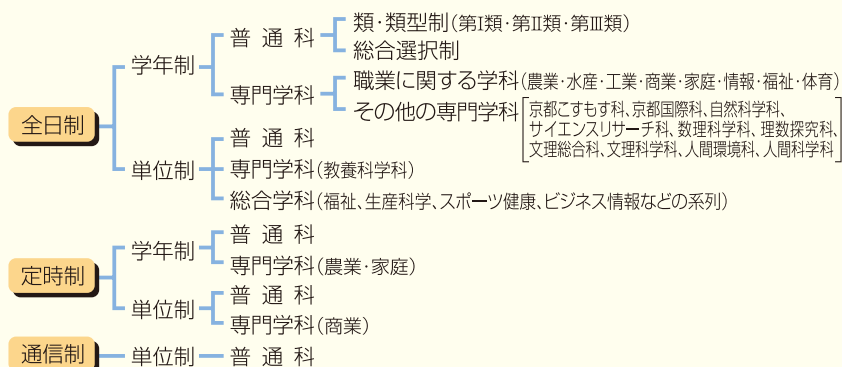 全日制
学年制
普通科
類・類型制(第Ⅰ類・第Ⅱ類・第Ⅲ類)
総合選択制
専門学科
職業に関する学科(農業・水産・工業・商業・家庭・情報・福祉・体育)
その他の専門学科
京都こすもす科、京都国際科、自然科学科、
サイエンスリサーチ科、数理科学科、理数探究科、
文理総合科、文理科学科、人間環境科、人間科学科
単位制
普通科
専門学科(教養科学科)
総合学科(福祉、生産科学、スポーツ健康、ビジネス情報などの系列)
定時制
学年制
普通科
専門学科(農業・家庭)
単位制
普通科
専門学科(商業)
通信制
単位制
普通科